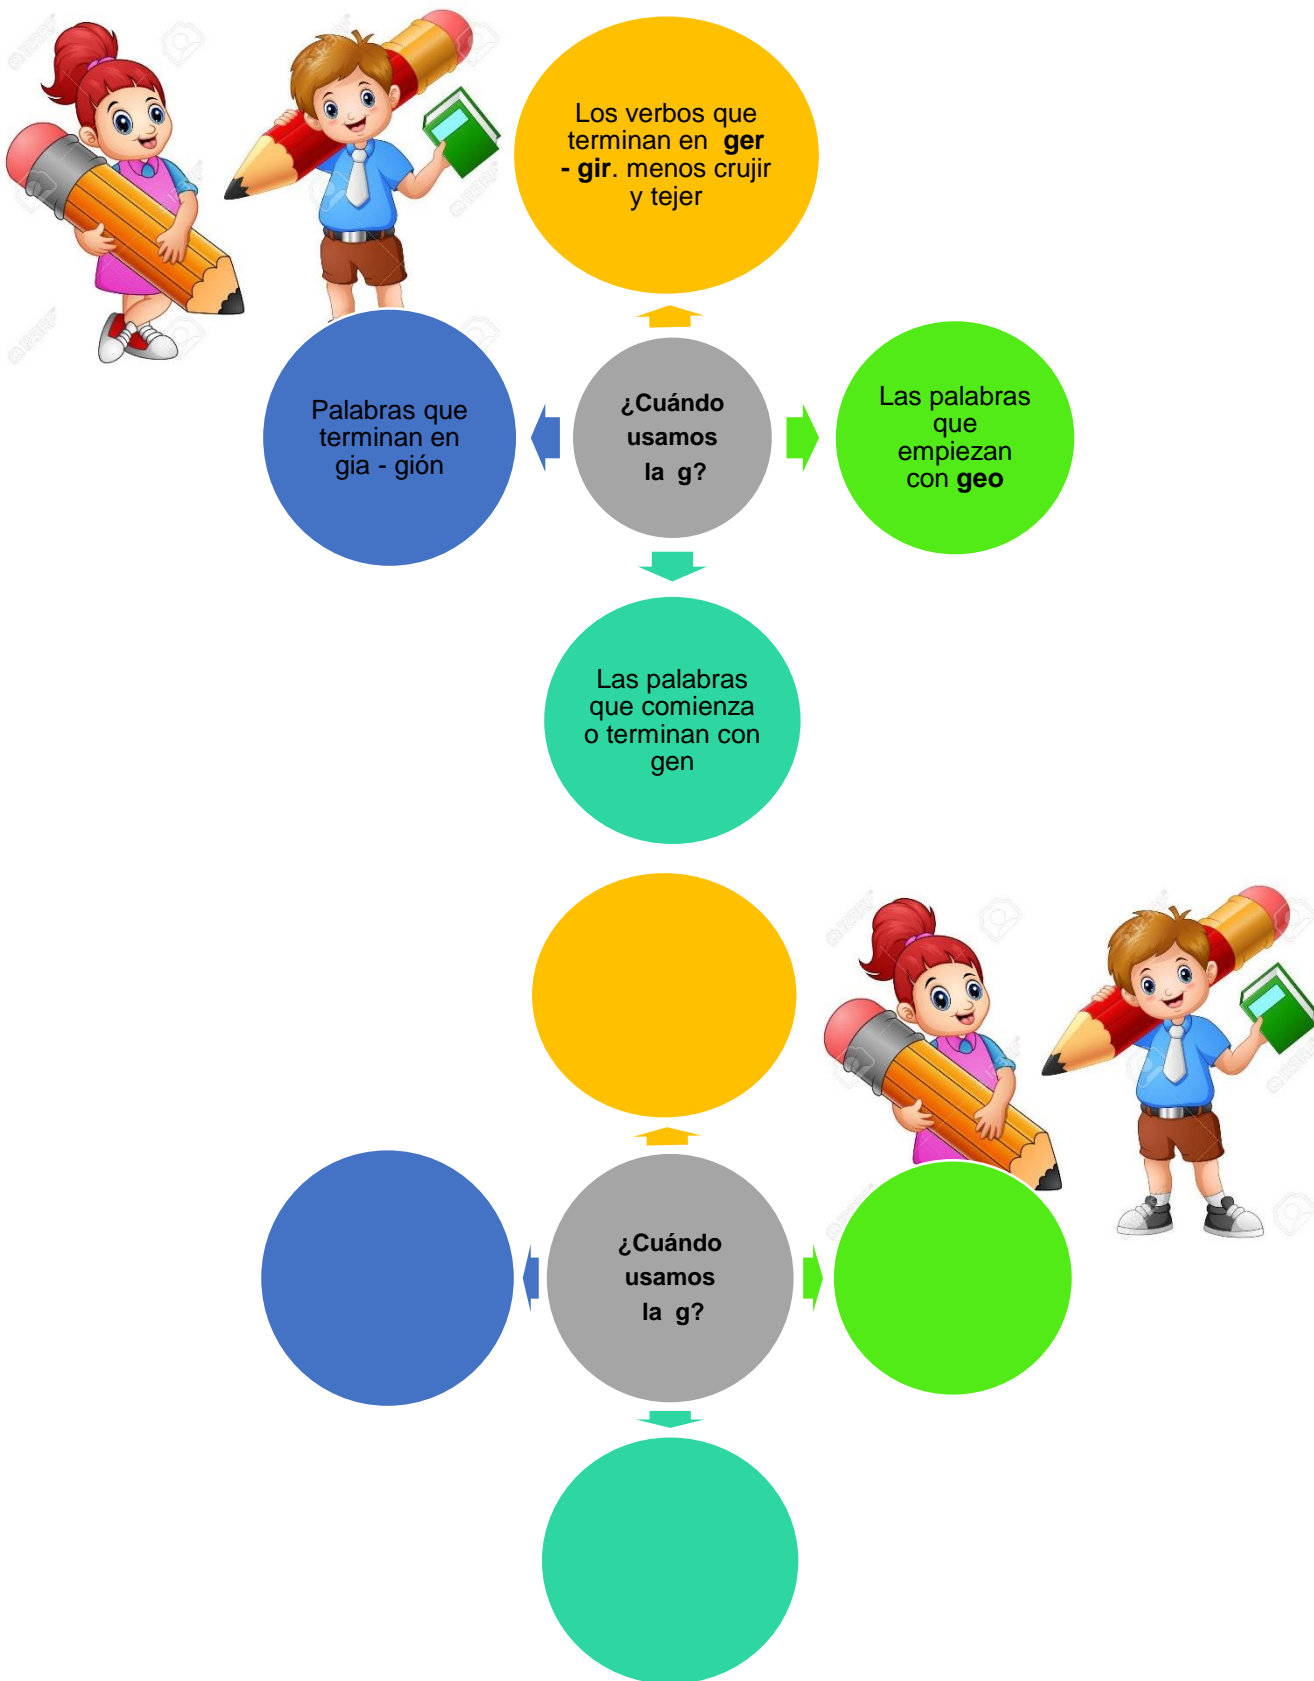 Los verbos que
terminan en ger
- gir. menos crujir
y tejer
Palabras que
terminan en
gia - gión
¿Cuándo
usamos
la g?
Las palabras
que
empiezan
con geo
Las palabras
que comienza
o terminan con
gen
¿Cuándo
usamos
la g?